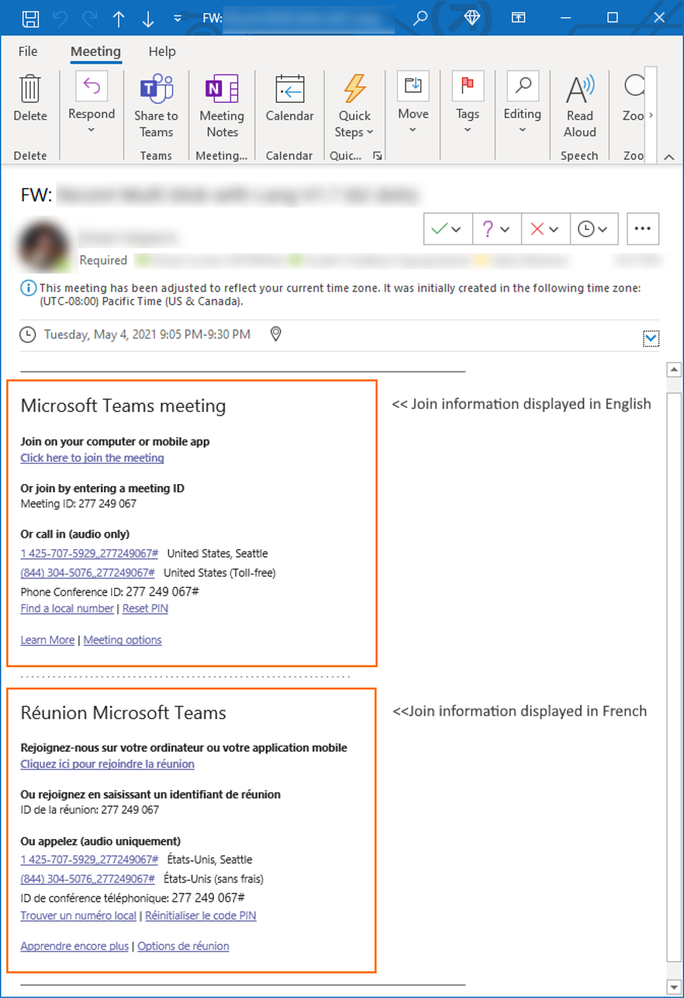 FW:
File Meeting Help
Delete Respond Share to Teams Meeting Notes Calendar Quick Steps Move Tags Editing Read Aloud Zoo
Delete Teams Meeting... Calendar Quic... Speech Zoo
FW:
Required
This meeting has been adjusted to reflect your current time zone. It was initially created in the following time zone:
(UTC-08:00) Pacific Time (US & Canada).
Tuesday, May 4, 2021 9:05 PM-9:30 PM
Microsoft Teams meeting
<< Join information displayed in English
Join on your computer or mobile app
Click here to join the meeting
Or join by entering a meeting ID
Meeting ID: 277 249 067
Or call in (audio only)
1 425-707-5929,,277249067# United States, Seattle
(844) 304-5076,,277249067# United States (Toll-free)
Phone Conference ID: 277 249 067#
Find a local number | Reset PIN
Learn More | Meeting options
Réunion Microsoft Teams
<<Join information displayed in French
Rejoignez-nous sur votre ordinateur ou votre application mobile
Cliquez ici pour rejoindre la réunion
Ou rejoignez en saisissant un identifiant de réunion
ID de la réunion: 277 249 067
Ou appelez (audio uniquement)
1 425-707-5929,,277249067# États-Unis, Seattle
(844) 304-5076,,277249067# États-Unis (sans frais)
ID de conférence téléphonique: 277 249 067#
Trouver un numéro local | Réinitialiser le code PIN
Apprendre encore plus | Options de réunion